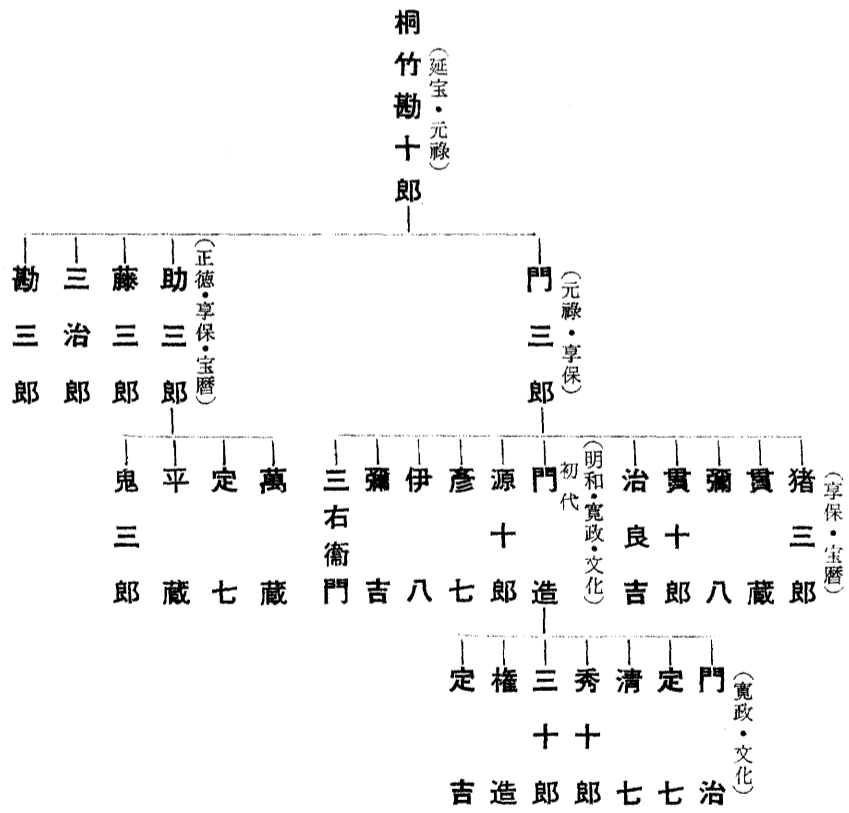 桐竹勘十郎
（延宝・元祿）
門三郎
（元祿・享保）
助三郎
（正徳・享保・宝暦）
藤三郎
三治郎
勘三郎
猪三郎
（享保・宝暦）
貫蔵
彌八
貫十郎
治良吉
初代
門造
（明和・寛政・文化）
源十郎
彥七
伊八
彌吉
三右衞門
萬蔵
定七
平蔵
鬼三郎
門治
（寛政・文化）
定七
清七
秀十郎
三十郎
権造
定吉